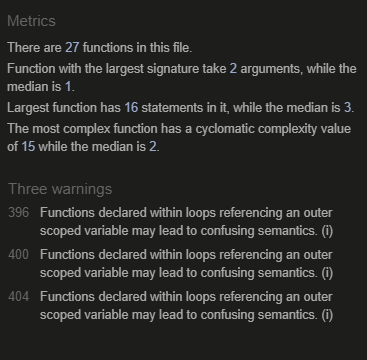 Metrics
There are 27 functions in this file.
Function with the largest signature take 2 arguments, while the
median is 1.
Largest function has 16 statements in it, while the median is 3.
The most complex function has a cyclomatic complexity value
of 15 while the median is 2.
Three warnings
396 Functions declared within loops referencing an outer
scoped variable may lead to confusing semantics. (i)
400 Functions declared within loops referencing an outer
scoped variable may lead to confusing semantics. (i)
404 Functions declared within loops referencing an outer
scoped variable may lead to confusing semantics. (i)